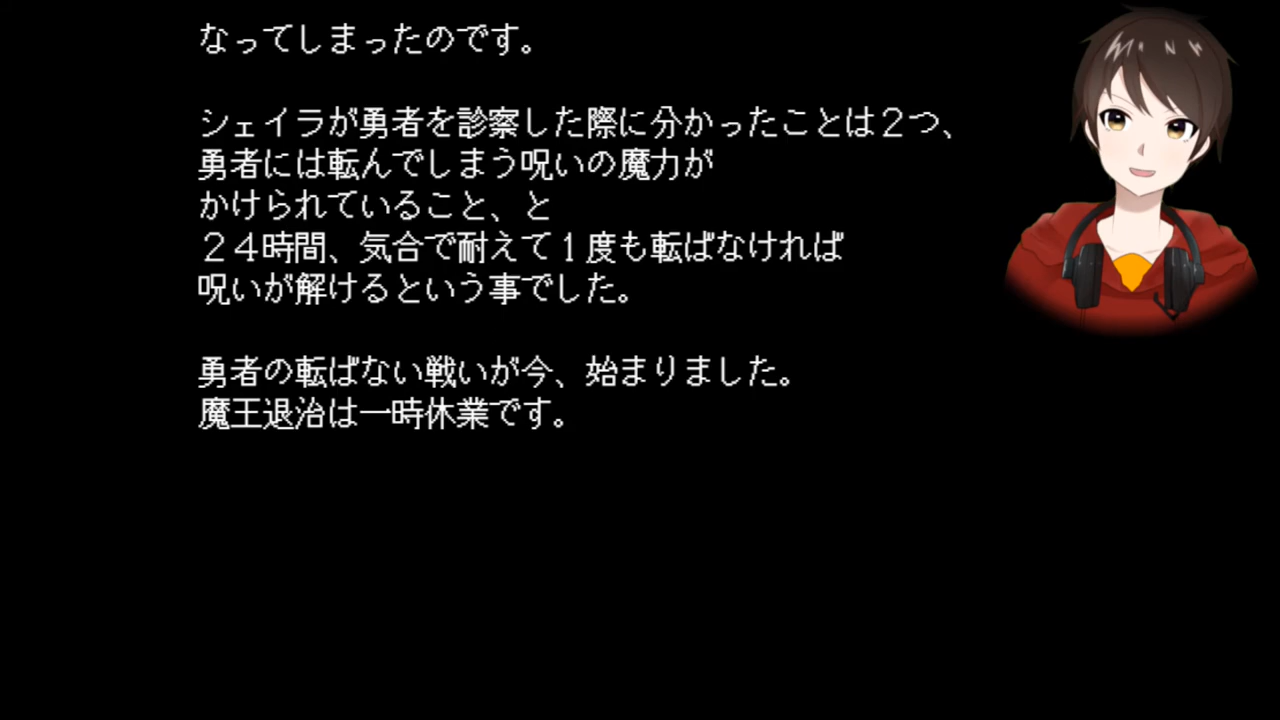 なってしまったのです。
シェイラが勇者を診察した際に分かったことは２つ、
勇者には転んでしまう呪いの魔力が
かけられていること、と
２４時間、気合で耐えて１度も転ばなければ
呪いが解けるという事でした。
勇者の転ばない戦いが今、始まりました。
魔王退治は一時休業です。